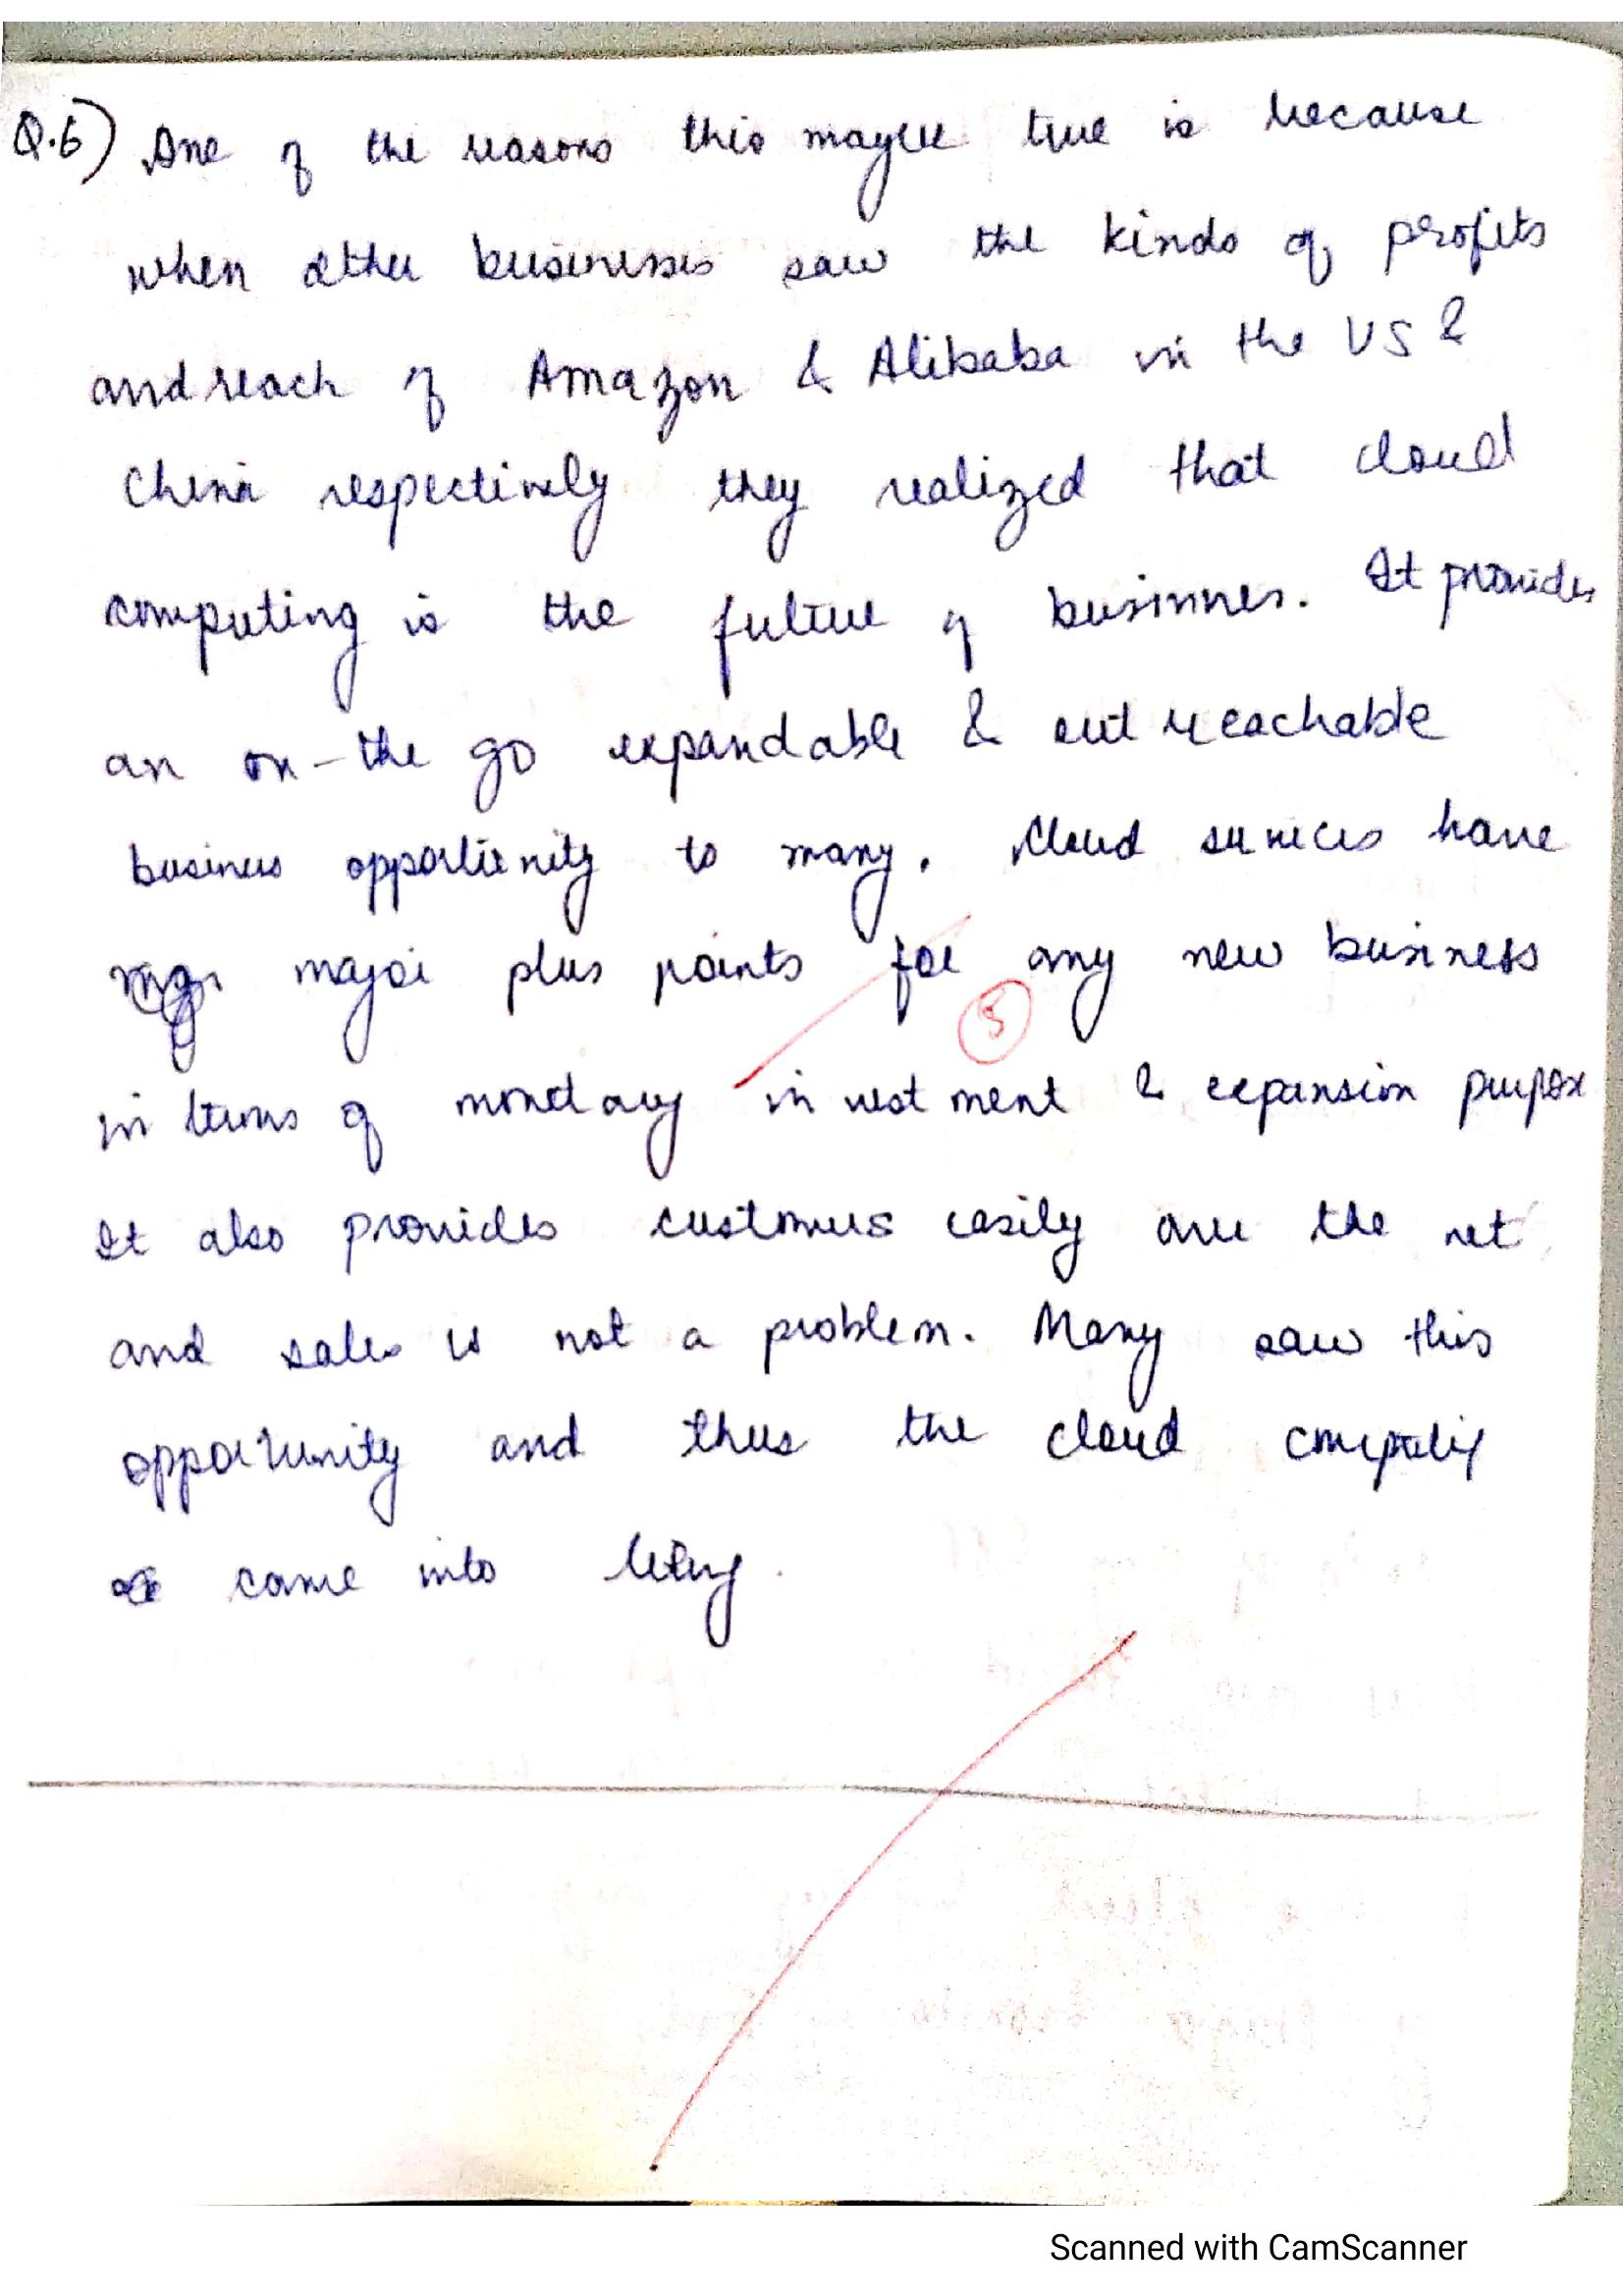 Q.6) One of the reasons this maybe true is because
when other businesses saw the kinds of profits
and reach of Amazon & Alibaba in the US &
China respectively they realized that cloud
computing is the future of businness. It provides
an on-the go expandable & out reachable
business opportunity to many. Cloud services have
major plus points for any new business
5
in terms of monetary investment & expansion purpose
It also provides customers easily over the net
and sales is not a problem. Many saw this
opportunity and thus the cloud
came into being.
Scanned with CamScanner